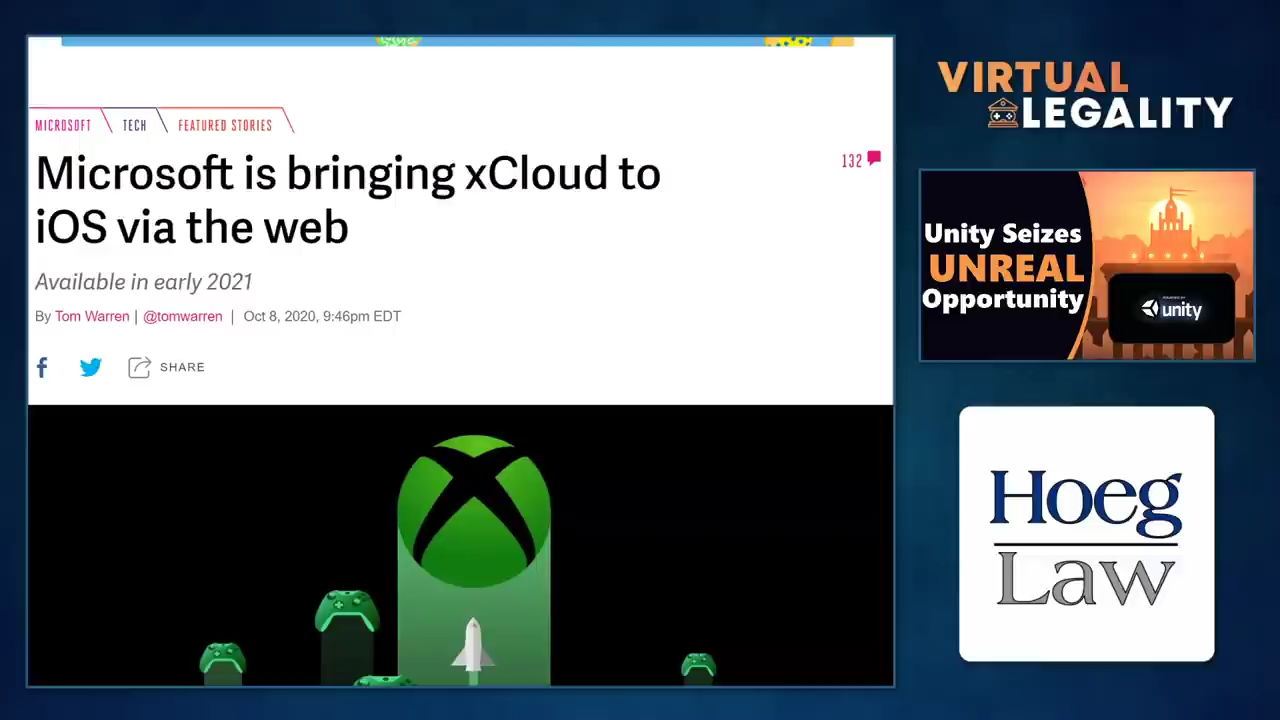 MICROSOFT
TECH
FEATURED STORIES
Microsoft is bringing xCloud to
iOS via the web
132
Available in early 2021
By Tom Warren | @tomwarren | Oct 8, 2020, 9:46pm EDT
SHARE
VIRTUAL
LEGALITY
Unity Seizes
UNREAL
Opportunity
POWERED BY
unity
Hoeg
Law